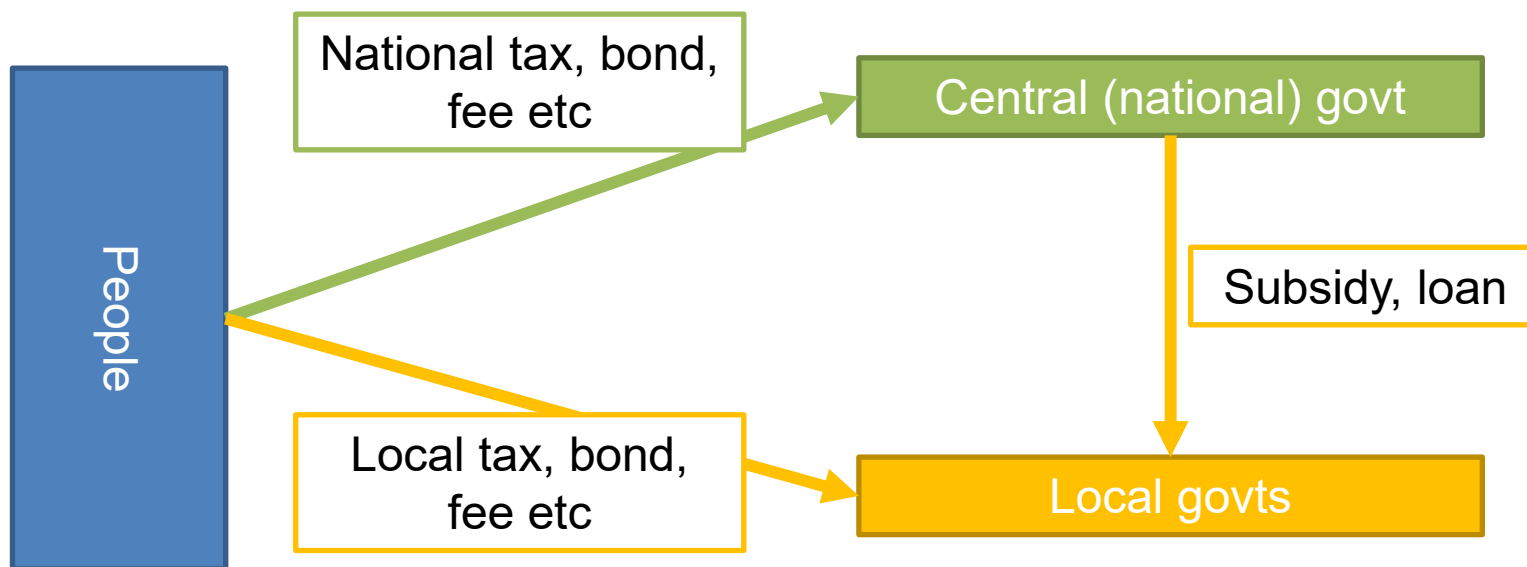 National tax, bond,
fee etc
Central (national) govt
People
Subsidy, loan
Local tax, bond,
fee etc
Local govts